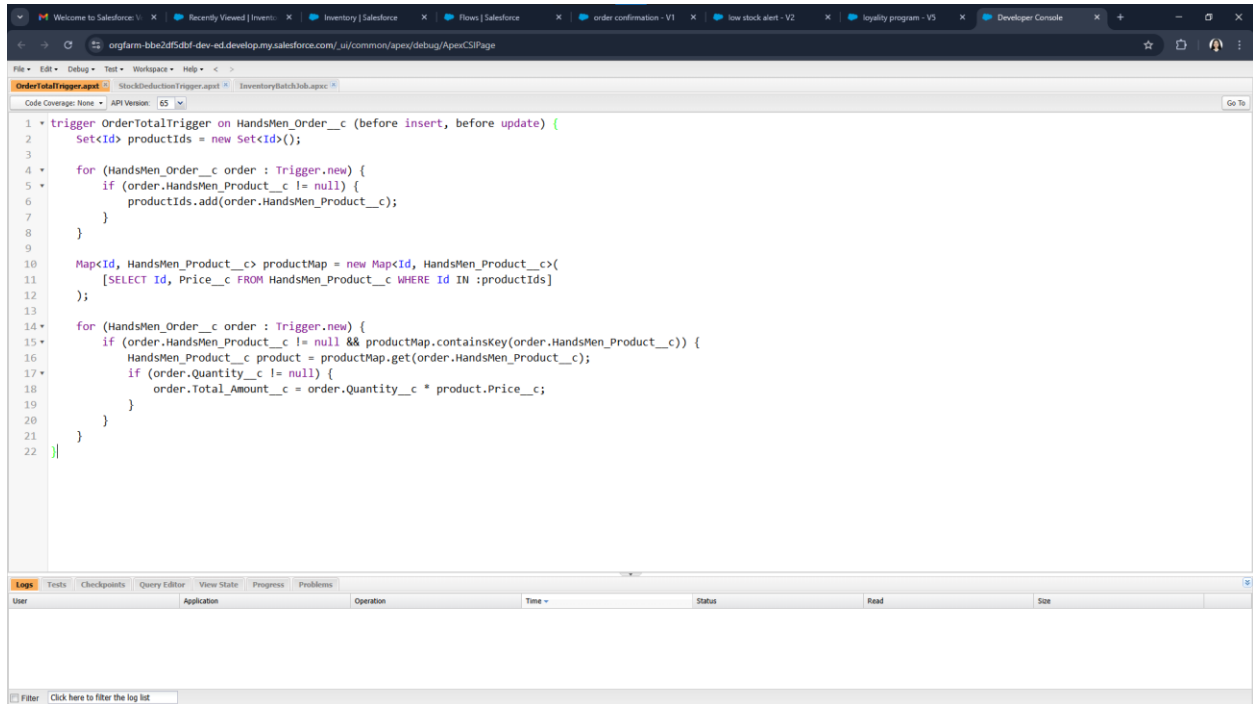 Welcome to Salesforce: V
Recently Viewed | Invento
Inventory | Salesforce
Flows | Salesforce
order confirmation - V1
low stock alert - V2
loyality program - V5
Developer Console
orgfarm-bbe2df5dbf-dev-ed.develop.my.salesforce.com/_ui/common/apex/debug/ApexCSIPage
File Edit Debug Test Workspace Help < >
OrderTotalTrigger.apxt StockDeductionTrigger.apxt InventoryBatchJob.apxc
Code Coverage: None API Version: 65 Go To
1 trigger OrderTotalTrigger on HandsMen_Order__c (before insert, before update) {
2 Set<Id> productIds = new Set<Id>();
3
4 for (HandsMen_Order__c order : Trigger.new) {
5 if (order.HandsMen_Product__c != null) {
6 productIds.add(order.HandsMen_Product__c);
7 }
8 }
9
10 Map<Id, HandsMen_Product__c> productMap = new Map<Id, HandsMen_Product__c>(
11 [SELECT Id, Price__c FROM HandsMen_Product__c WHERE Id IN :productIds]
12 );
13
14 for (HandsMen_Order__c order : Trigger.new) {
15 if (order.HandsMen_Product__c != null && productMap.containsKey(order.HandsMen_Product__c)) {
16 HandsMen_Product__c product = productMap.get(order.HandsMen_Product__c);
17 if (order.Quantity__c != null) {
18 order.Total_Amount__c = order.Quantity__c * product.Price__c;
19 }
20 }
21 }
22 }
Logs Tests Checkpoints Query Editor View State Progress Problems
User Application Operation Time Status Read Size
Filter Click here to filter the log list